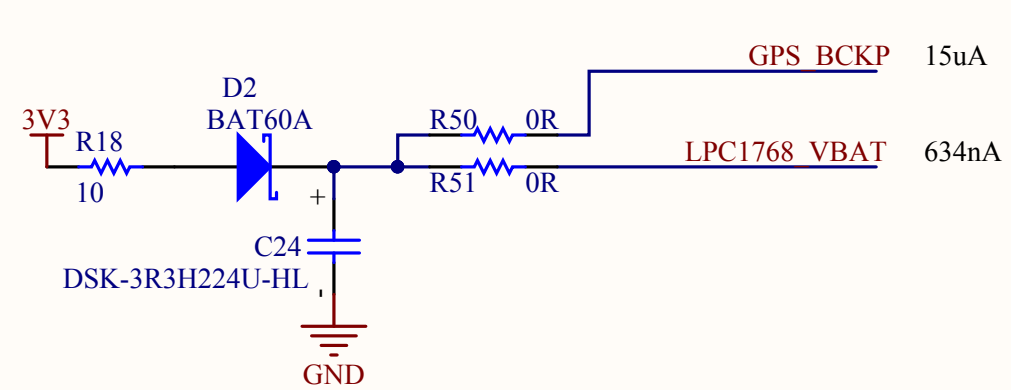 GPS_BCKP 15uA
D2
BAT60A
3V3
R18
10
R50 0R
LPC1768_VBAT 634nA
R51 0R
+
C24
DSK-3R3H224U-HL
-
GND